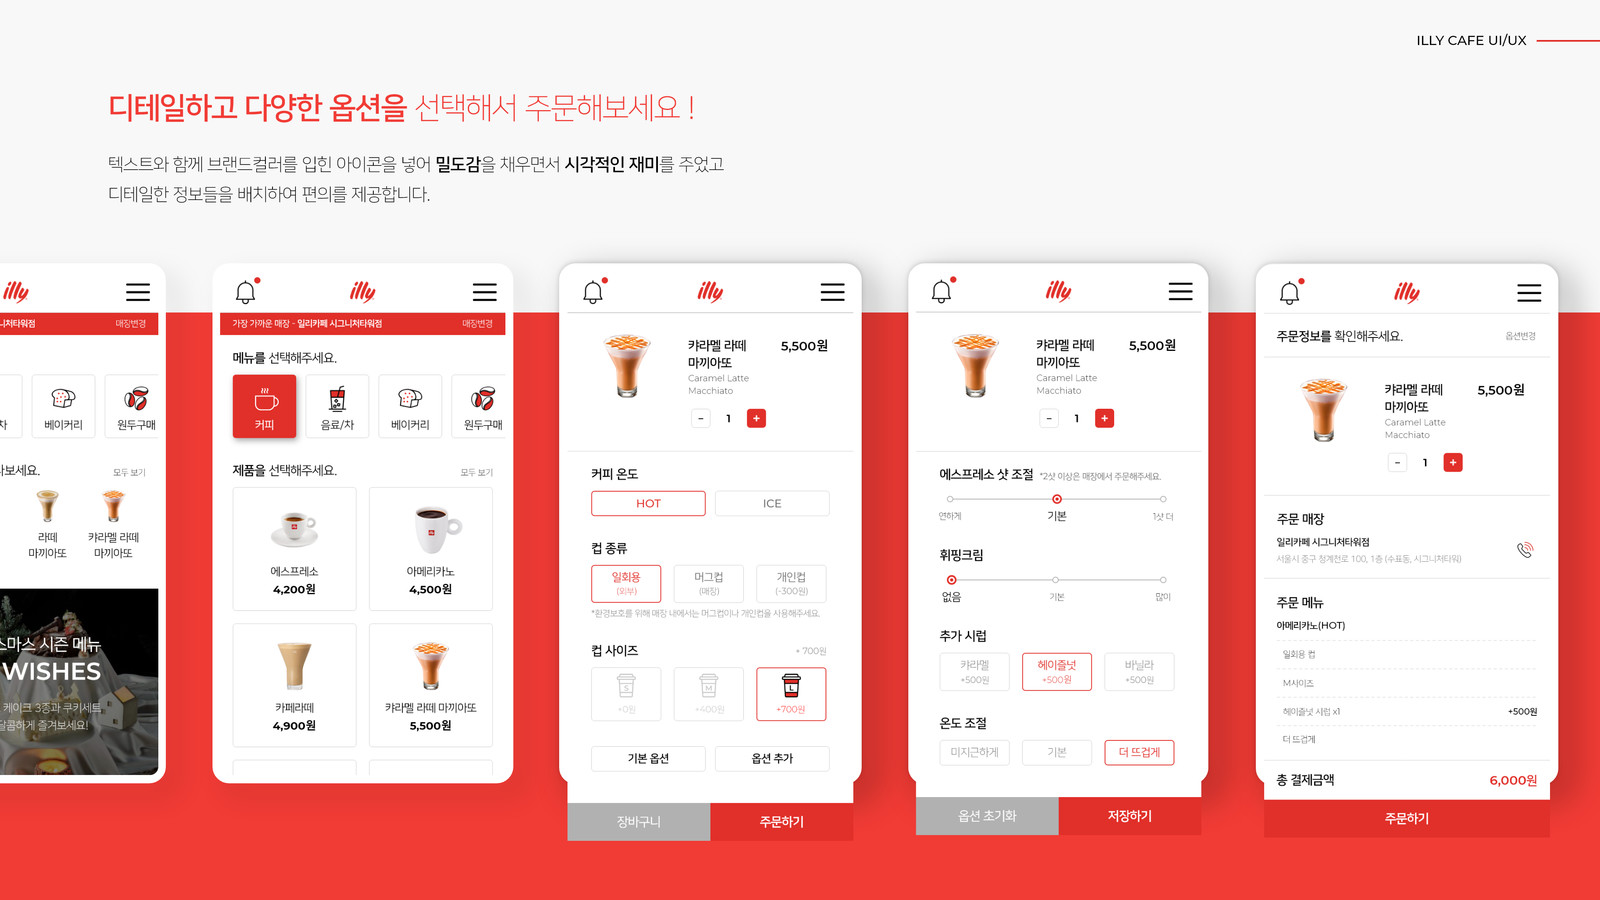 ILLY CAFE UI/UX
디테일하고 다양한 옵션을 선택해서 주문해보세요 !
텍스트와 함께 브랜드컬러를 입힌 아이콘을 넣어 밀도감을 채우면서 시각적인 재미를 주었고
디테일한 정보들을 배치하여 편의를 제공합니다.
illy
니처타워점 매장변경
차 베이커리 원두구매
보세요. 모두 보기
라떼
마끼아또
캬라멜 라떼
마끼아또
스마스 시즌 메뉴
WISHES
케이크 3종과 쿠키세트
달콤하게 즐겨보세요!
illy
가장 가까운 매장 - 일리카페 시그니처타워점 매장변경
메뉴를 선택해주세요.
커피 음료/차 베이커리 원두구매
제품을 선택해주세요. 모두 보기
에스프레소
4,200원
아메리카노
4,500원
카페라떼
4,900원
캬라멜 라떼 마끼아또
5,500원
illy
캬라멜 라떼
마끼아또
5,500원
Caramel Latte
Macchiato
- 1 +
커피 온도
HOT ICE
컵 종류
일회용
(외부)
머그컵
(매장)
개인컵
(-300원)
*환경보호를 위해 매장 내에서는 머그컵이나 개인컵을 사용해주세요.
컵 사이즈 + 700원
S M L
+0원 +400원 +700원
기본 옵션 옵션 추가
장바구니 주문하기
illy
캬라멜 라떼
마끼아또
5,500원
Caramel Latte
Macchiato
- 1 +
에스프레소 샷 조절 *2샷 이상은 매장에서 주문해주세요.
연하게 기본 1샷 더
휘핑크림
없음 기본 많이
추가 시럽
캬라멜
+500원
헤이즐넛
+500원
바닐라
+500원
온도 조절
미지근하게 기본 더 뜨겁게
옵션 초기화 저장하기
illy
주문정보를 확인해주세요. 옵션변경
캬라멜 라떼
마끼아또
5,500원
Caramel Latte
Macchiato
- 1 +
주문 매장
일리카페 시그니처타워점
서울시 중구 청계천로 100, 1층 (수표동, 시그니처타워)
주문 메뉴
아메리카노(HOT)
일회용 컵
M사이즈
헤이즐넛 시럽 x1 +500원
더 뜨겁게
총 결제금액 6,000원
주문하기